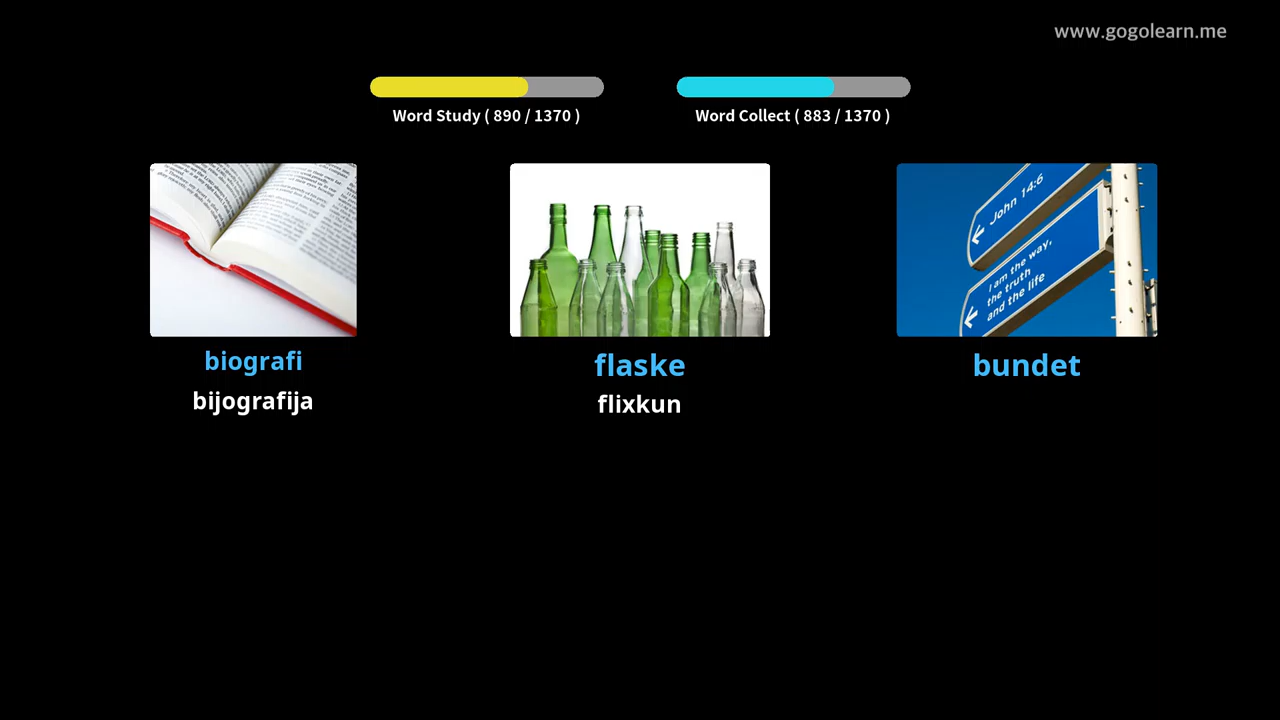 www.gogolearn.me
Word Study ( 890 / 1370 )
Word Collect ( 883 / 1370 )
John 14:6
I am the way,
the truth
and the life
biografi
flaske
bundet
bijografija
flixkun